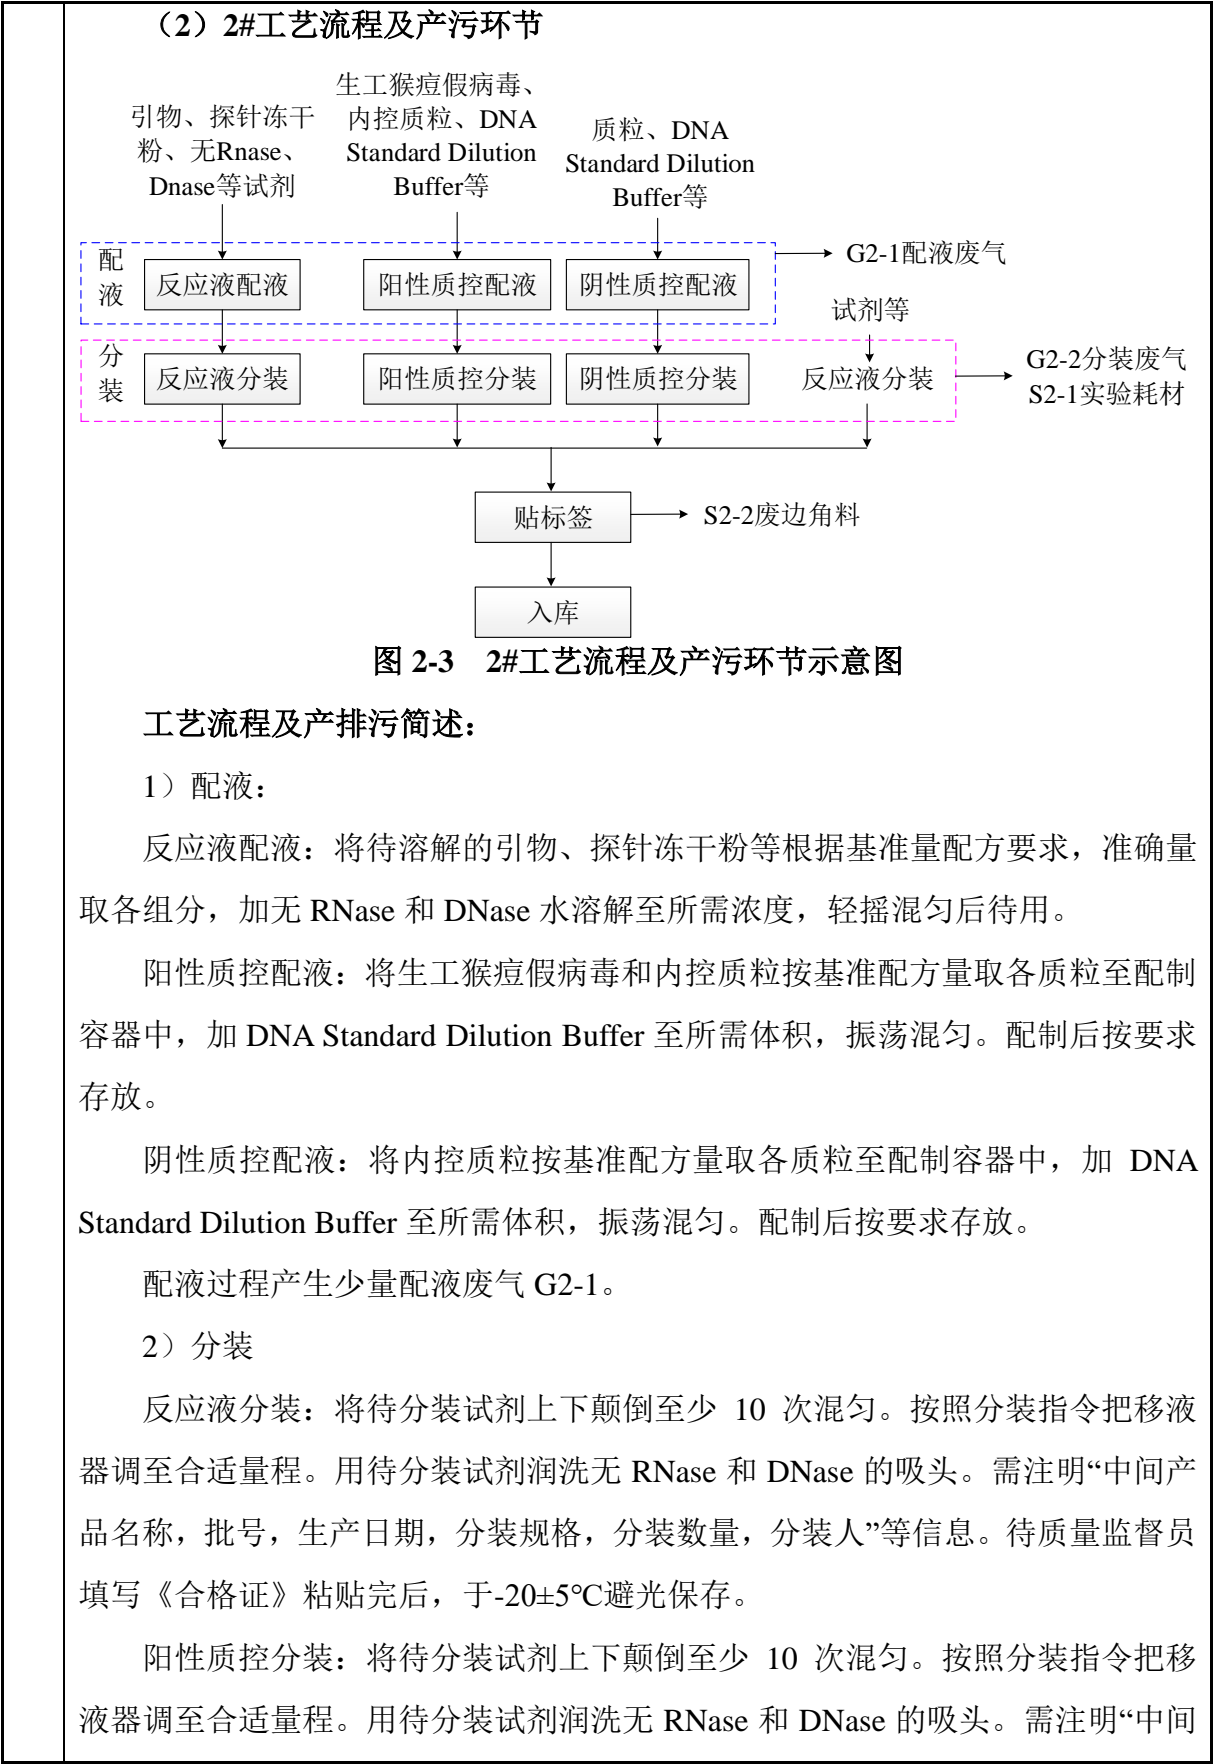 （2）2#工艺流程及产污环节
引物、探针冻干
粉、无Rnase、
Dnase等试剂
生工猴痘假病毒、
内控质粒、DNA
Standard Dilution
Buffer等
质粒、DNA
Standard Dilution
Buffer等
配
液
反应液配液
阳性质控配液
阴性质控配液
G2-1配液废气
试剂等
分
装
反应液分装
阳性质控分装
阴性质控分装
反应液分装
G2-2分装废气
S2-1实验耗材
贴标签
S2-2废边角料
入库
图 2-3 2#工艺流程及产污环节示意图
工艺流程及产排污简述：
1）配液：
反应液配液：将待溶解的引物、探针冻干粉等根据基准量配方要求，准确量
取各组分，加无 RNase 和 DNase 水溶解至所需浓度，轻摇混匀后待用。
阳性质控配液：将生工猴痘假病毒和内控质粒按基准配方量取各质粒至配制
容器中，加 DNA Standard Dilution Buffer 至所需体积，振荡混匀。配制后按要求
存放。
阴性质控配液：将内控质粒按基准配方量取各质粒至配制容器中，加 DNA
Standard Dilution Buffer 至所需体积，振荡混匀。配制后按要求存放。
配液过程产生少量配液废气 G2-1。
2）分装
反应液分装：将待分装试剂上下颠倒至少 10 次混匀。按照分装指令把移液
器调至合适量程。用待分装试剂润洗无 RNase 和 DNase 的吸头。需注明“中间产
品名称，批号，生产日期，分装规格，分装数量，分装人”等信息。待质量监督员
填写《合格证》粘贴完后，于-20±5℃避光保存。
阳性质控分装：将待分装试剂上下颠倒至少 10 次混匀。按照分装指令把移
液器调至合适量程。用待分装试剂润洗无 RNase 和 DNase 的吸头。需注明“中间